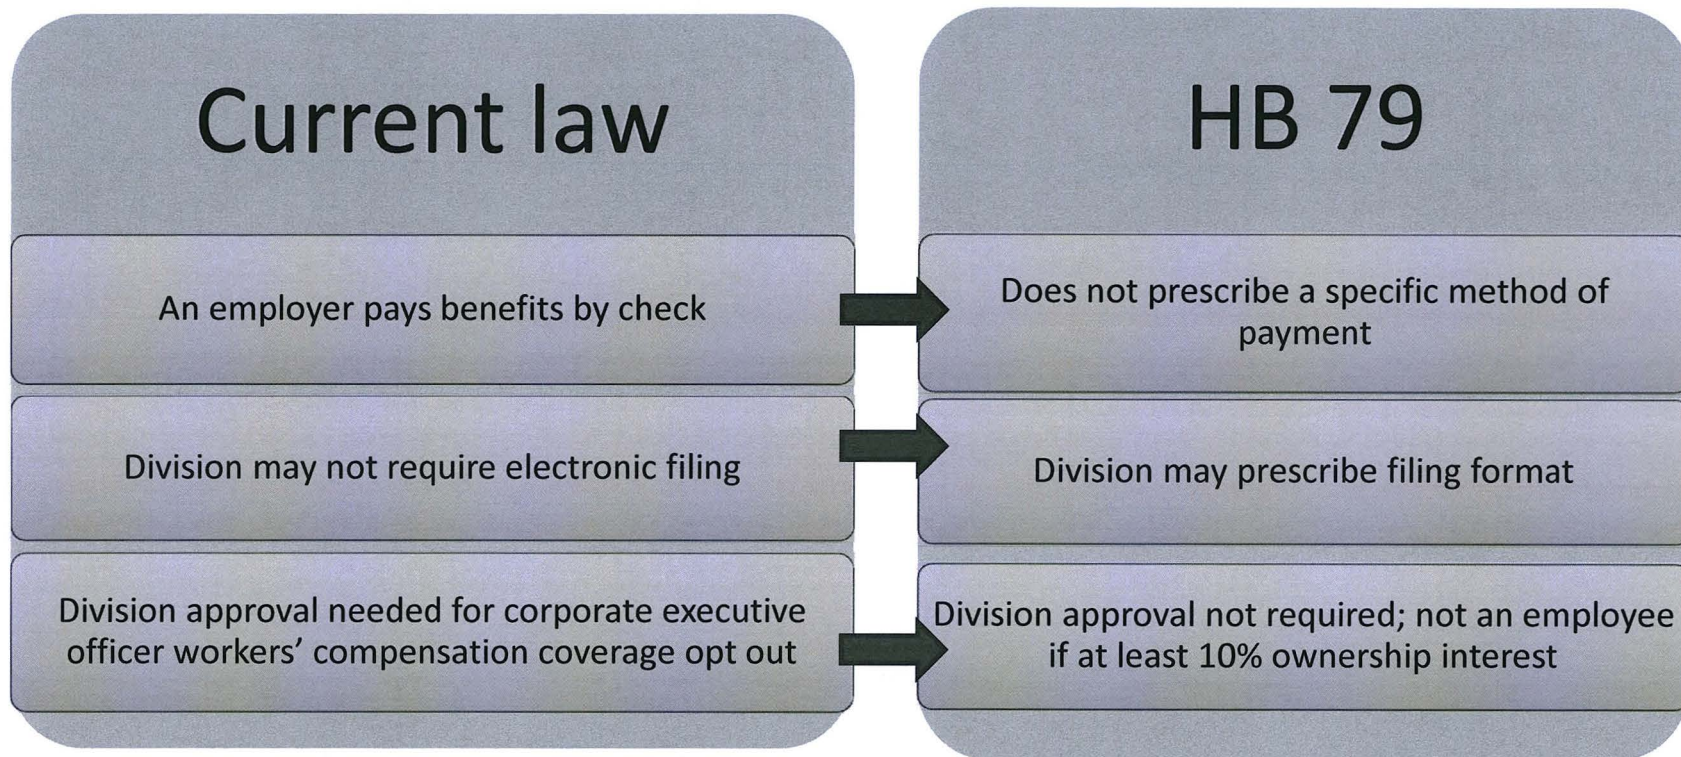 Current law
An employer pays benefits by check
Division may not require electronic filing
Division approval needed for corporate executive
officer workers’ compensation coverage opt out
HB 79
Does not prescribe a specific method of
payment
Division may prescribe filing format
Division approval not required; not an employee
if at least 10% ownership interest